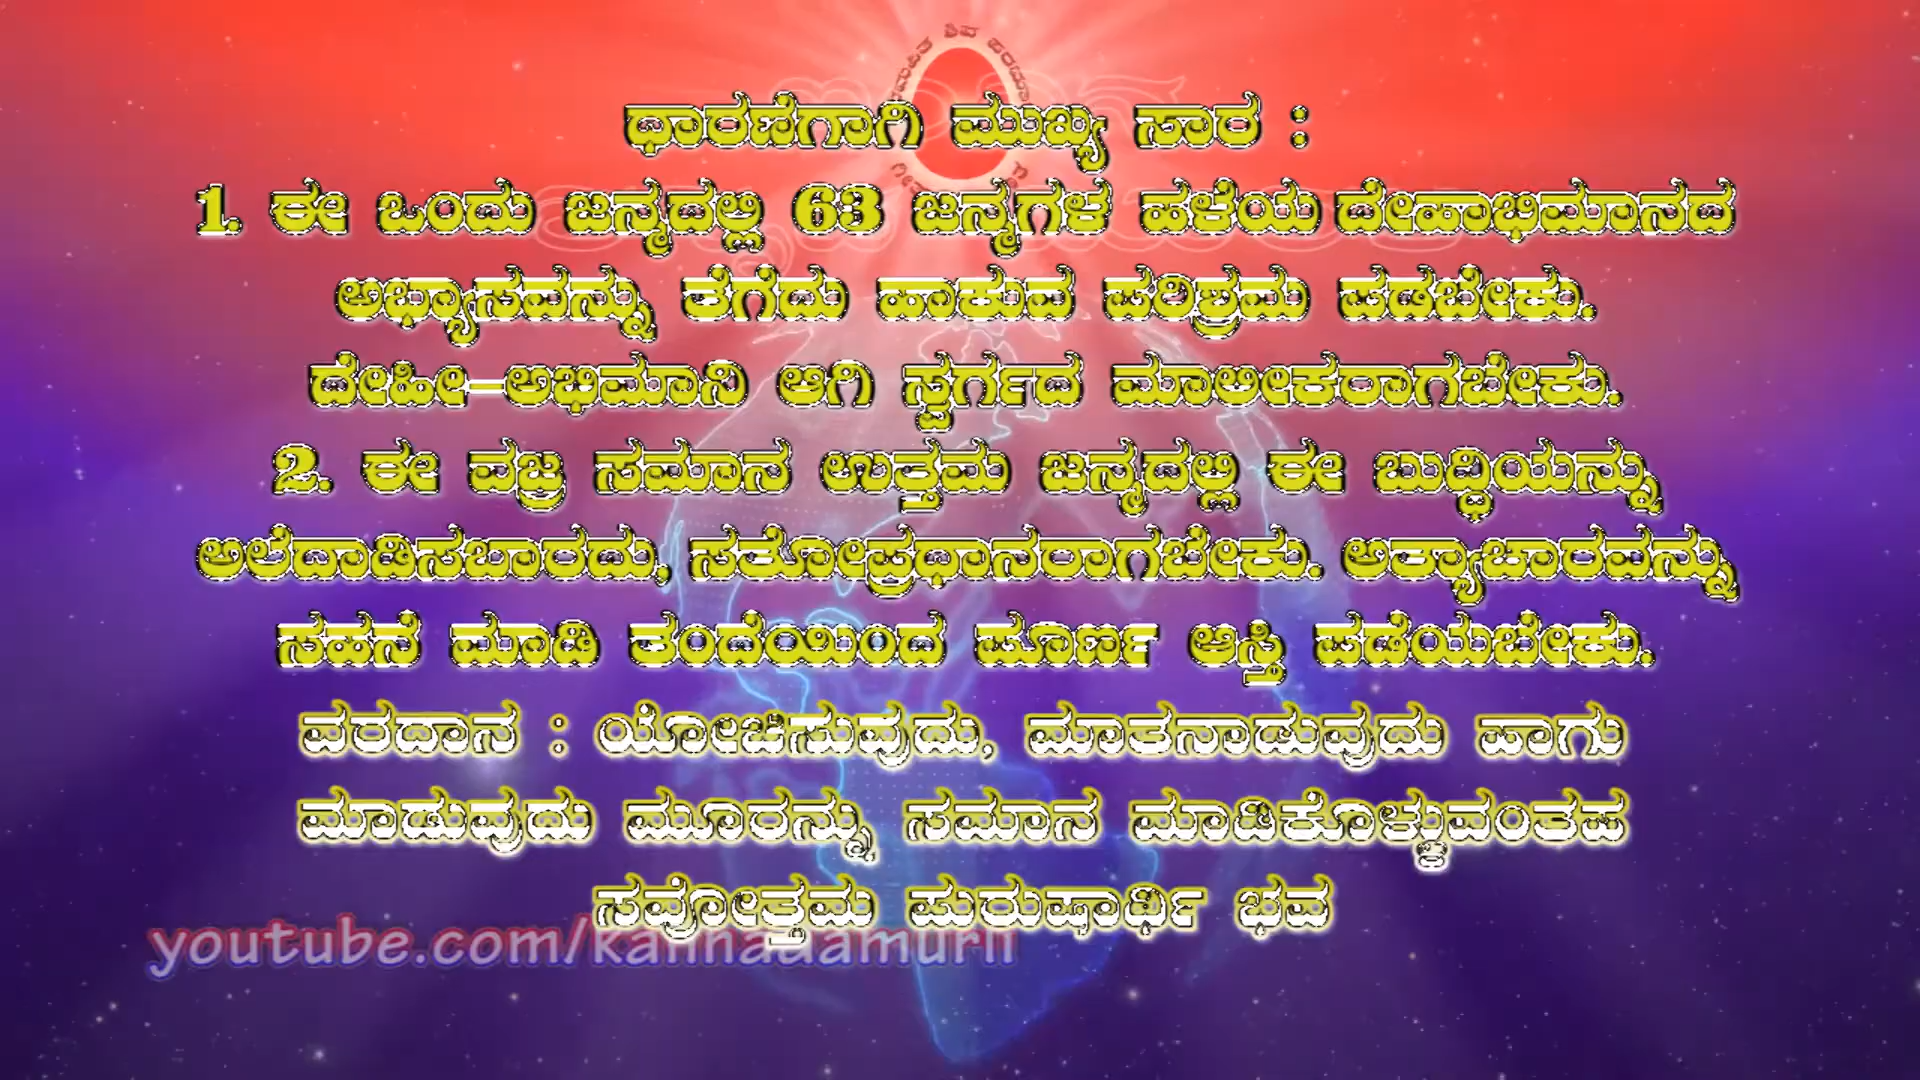 ಧಾರಣೆಗಾಗಿ ಮುಖ್ಯ ಸಾರ :
1. ಈ ಒಂದು ಜನ್ಮದಲ್ಲಿ 63 ಜನ್ಮಗಳ ಹಳೆಯ ದೇಹಾಭಿಮಾನದ
ಅಭ್ಯಾಸವನ್ನು ತೆಗೆದು ಹಾಕುವ ಪರಿಶ್ರಮ ಪಡಬೇಕು.
ದೇಹೀ-ಅಭಿಮಾನಿ ಆಗಿ ಸ್ವರ್ಗದ ಮಾಲೀಕರಾಗಬೇಕು.
2. ಈ ವಜ್ರ ಸಮಾನ ಉತ್ತಮ ಜನ್ಮದಲ್ಲಿ ಈ ಬುದ್ಧಿಯನ್ನು
ಅಲೆದಾಡಿಸಬಾರದು, ಸತೋಪ್ರಧಾನರಾಗಬೇಕು. ಅತ್ಯಾಚಾರವನ್ನು
ಸಹನೆ ಮಾಡಿ ತಂದೆಯಿಂದ ಪೂರ್ಣ ಆಸ್ತಿ ಪಡೆಯಬೇಕು.
ವರದಾನ : ಯೋಚಿಸುವುದು, ಮಾತನಾಡುವುದು ಹಾಗು
ಮಾಡುವುದು ಮೂರನ್ನು ಸಮಾನ ಮಾಡಿಕೊಳ್ಳುವಂತಹ
ಸರ್ವೋತ್ತಮ ಪುರುಷಾರ್ಥಿ ಭವ
youtube.com/kannadamurli